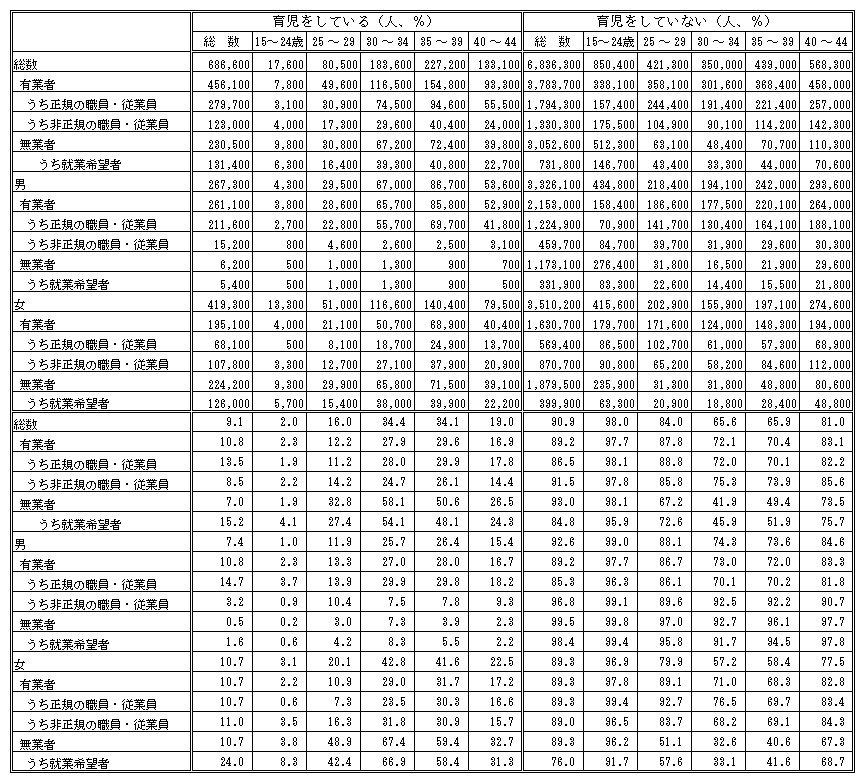 育児をしている（人、％） 育児をしていない（人、％）
総　数 15～24歳 25～29 30～34 35～39 40～44 総　数 15～24歳 25～29 30～34 35～39 40～44
総数 686,600 17,600 80,500 183,600 227,200 133,100 6,836,300 850,400 421,300 350,000 439,000 568,300
有業者 456,100 7,800 49,600 116,500 154,800 93,300 3,783,700 338,100 358,100 301,600 368,400 458,000
うち正規の職員・従業員 279,700 3,100 30,900 74,500 94,600 55,500 1,794,300 157,400 244,400 191,400 221,400 257,000
うち非正規の職員・従業員 123,000 4,000 17,300 29,600 40,400 24,000 1,330,300 175,500 104,900 90,100 114,200 142,300
無業者 230,500 9,800 30,800 67,200 72,400 39,800 3,052,600 512,300 63,100 48,400 70,700 110,300
うち就業希望者 131,400 6,300 16,400 39,300 40,800 22,700 731,800 146,700 43,400 33,300 44,000 70,600
男 267,300 4,300 29,500 67,000 86,700 53,600 3,326,100 434,800 218,400 194,100 242,000 293,600
有業者 261,100 3,800 28,600 65,700 85,800 52,900 2,153,000 158,400 186,600 177,500 220,100 264,000
うち正規の職員・従業員 211,600 2,700 22,800 55,700 69,700 41,800 1,224,900 70,900 141,700 130,400 164,100 188,100
うち非正規の職員・従業員 15,200 800 4,600 2,600 2,500 3,100 459,700 84,700 39,700 31,900 29,600 30,300
無業者 6,200 500 1,000 1,300 900 700 1,173,100 276,400 31,800 16,500 21,900 29,600
うち就業希望者 5,400 500 1,000 1,300 900 500 331,900 83,300 22,600 14,400 15,500 21,800
女 419,300 13,300 51,000 116,600 140,400 79,500 3,510,200 415,600 202,900 155,900 197,100 274,600
有業者 195,100 4,000 21,100 50,700 68,900 40,400 1,630,700 179,700 171,600 124,000 148,300 194,000
うち正規の職員・従業員 68,100 500 8,100 18,700 24,900 13,700 569,400 86,500 102,700 61,000 57,300 68,900
うち非正規の職員・従業員 107,800 3,300 12,700 27,100 37,900 20,900 870,700 90,800 65,200 58,200 84,600 112,000
無業者 224,200 9,300 29,900 65,800 71,500 39,100 1,879,500 235,900 31,300 31,800 48,800 80,600
うち就業希望者 126,000 5,700 15,400 38,000 39,900 22,200 399,900 63,300 20,900 18,800 28,400 48,800
総数 9.1 2.0 16.0 34.4 34.1 19.0 90.9 98.0 84.0 65.6 65.9 81.0
有業者 10.8 2.3 12.2 27.9 29.6 16.9 89.2 97.7 87.8 72.1 70.4 83.1
うち正規の職員・従業員 13.5 1.9 11.2 28.0 29.9 17.8 86.5 98.1 88.8 72.0 70.1 82.2
うち非正規の職員・従業員 8.5 2.2 14.2 24.7 26.1 14.4 91.5 97.8 85.8 75.3 73.9 85.6
無業者 7.0 1.9 32.8 58.1 50.6 26.5 93.0 98.1 67.2 41.9 49.4 73.5
うち就業希望者 15.2 4.1 27.4 54.1 48.1 24.3 84.8 95.9 72.6 45.9 51.9 75.7
男 7.4 1.0 11.9 25.7 26.4 15.4 92.6 99.0 88.1 74.3 73.6 84.6
有業者 10.8 2.3 13.3 27.0 28.0 16.7 89.2 97.7 86.7 73.0 72.0 83.3
うち正規の職員・従業員 14.7 3.7 13.9 29.9 29.8 18.2 85.3 96.3 86.1 70.1 70.2 81.8
うち非正規の職員・従業員 3.2 0.9 10.4 7.5 7.8 9.3 96.8 99.1 89.6 92.5 92.2 90.7
無業者 0.5 0.2 3.0 7.3 3.9 2.3 99.5 99.8 97.0 92.7 96.1 97.7
うち就業希望者 1.6 0.6 4.2 8.3 5.5 2.2 98.4 99.4 95.8 91.7 94.5 97.8
女 10.7 3.1 20.1 42.8 41.6 22.5 89.3 96.9 79.9 57.2 58.4 77.5
有業者 10.7 2.2 10.9 29.0 31.7 17.2 89.3 97.8 89.1 71.0 68.3 82.8
うち正規の職員・従業員 10.7 0.6 7.3 23.5 30.3 16.6 89.3 99.4 92.7 76.5 69.7 83.4
うち非正規の職員・従業員 11.0 3.5 16.3 31.8 30.9 15.7 89.0 96.5 83.7 68.2 69.1 84.3
無業者 10.7 3.8 48.9 67.4 59.4 32.7 89.3 96.2 51.1 32.6 40.6 67.3
うち就業希望者 24.0 8.3 42.4 66.9 58.4 31.3 76.0 91.7 57.6 33.1 41.6 68.7